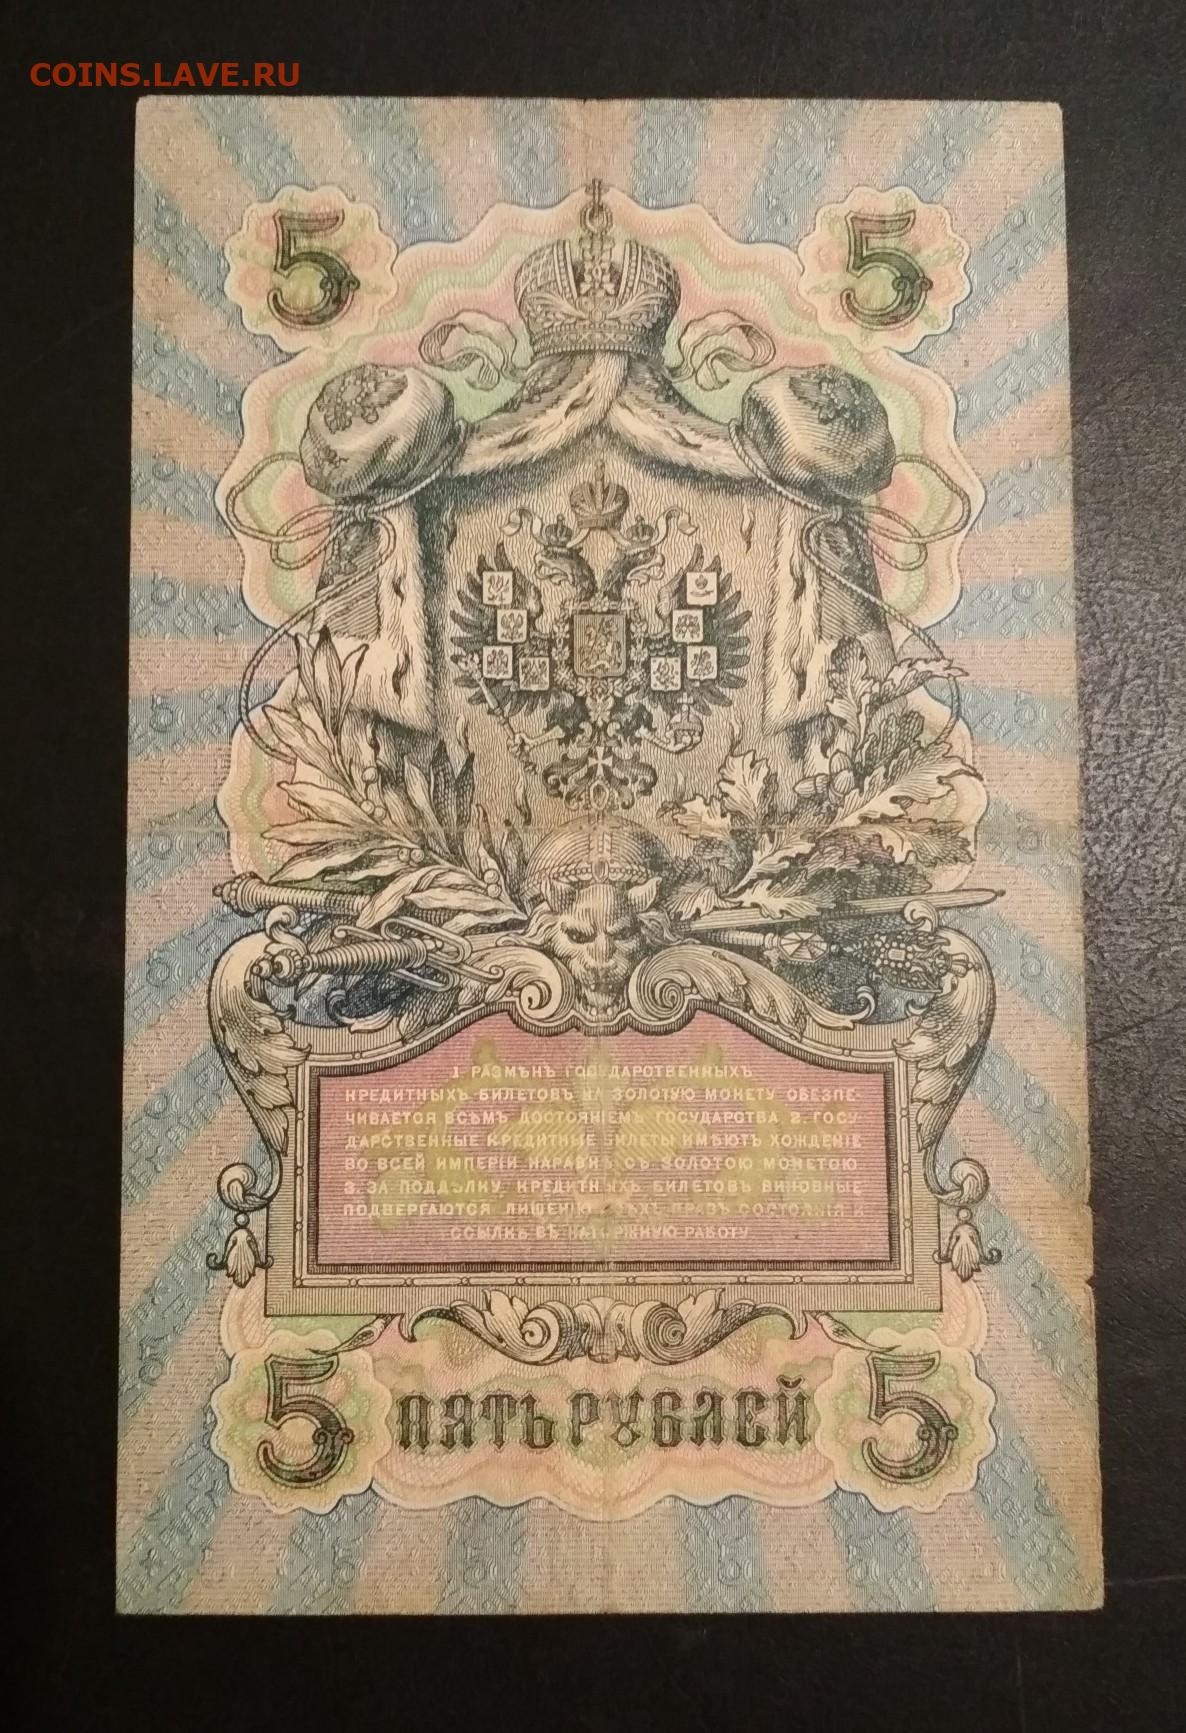 COINS.LAVE.RU
5 5
1. РАЗМѢНЪ ГОСУДАРСТВЕННЫХЪ
КРЕДИТНЫХЪ БИЛЕТОВЪ НА ЗОЛОТУЮ МОНЕТУ ОБЕЗПЕ-
ЧИВАЕТСЯ ВСѢМЪ ДОСТОЯНІЕМЪ ГОСУДАРСТВА. 2. ГОСУ-
ДАРСТВЕННЫЕ КРЕДИТНЫЕ БИЛЕТЫ ИМѢЮТЪ ХОЖДЕНІЕ
ВО ВСЕЙ ИМПЕРІИ НАРАВНѢ СЪ ЗОЛОТОЮ МОНЕТОЮ.
3. ЗА ПОДДѢЛКУ КРЕДИТНЫХЪ БИЛЕТОВЪ ВИНОВНЫЕ
ПОДВЕРГАЮТСЯ ЛИШЕНІЮ ВСѢХЪ ПРАВЪ СОСТОЯНІЯ И
ССЫЛКѢ ВЪ КАТОРЖНУЮ РАБОТУ
5 ПЯТЬ РУБЛЕЙ 5